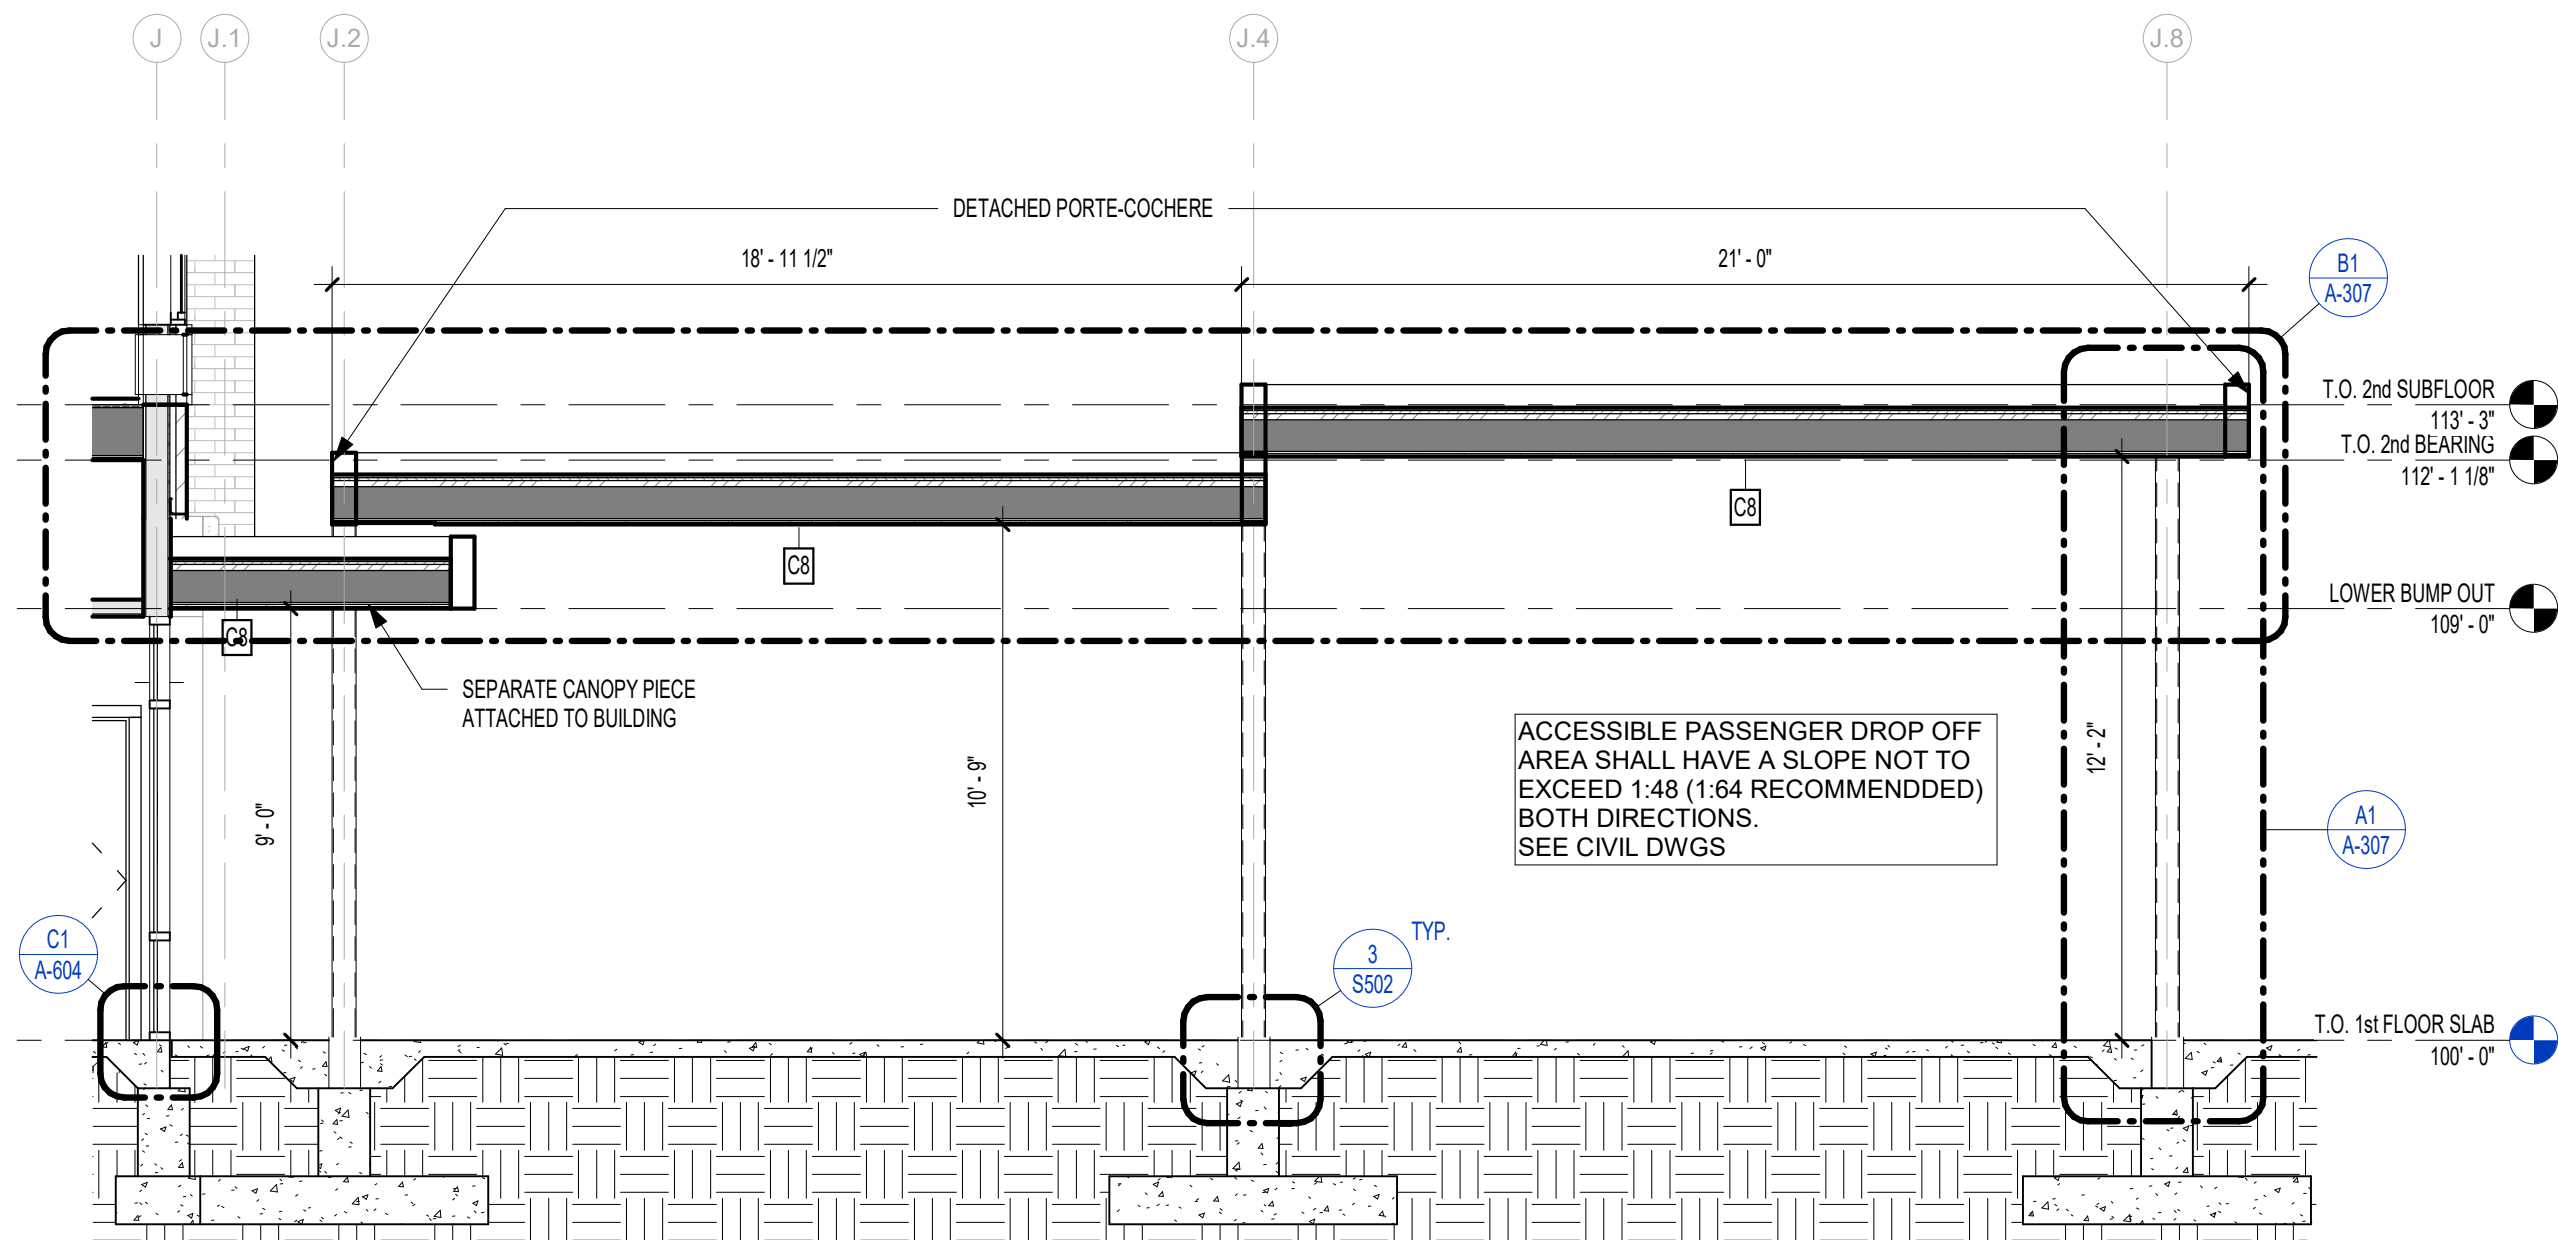 J
J.1
J.2
J.4
J.8
DETACHED PORTE-COCHERE
18' - 11 1/2"
21' - 0"
B1
A-307
T.O. 2nd SUBFLOOR
113' - 3"
T.O. 2nd BEARING
112' - 1 1/8"
C8
C8
LOWER BUMP OUT
109' - 0"
C8
SEPARATE CANOPY PIECE
ATTACHED TO BUILDING
9' - 0"
10' - 9"
12' - 2"
ACCESSIBLE PASSENGER DROP OFF
AREA SHALL HAVE A SLOPE NOT TO
EXCEED 1:48 (1:64 RECOMMENDDED)
BOTH DIRECTIONS.
SEE CIVIL DWGS
A1
A-307
C1
A-604
3
S502
TYP.
T.O. 1st FLOOR SLAB
100' - 0"